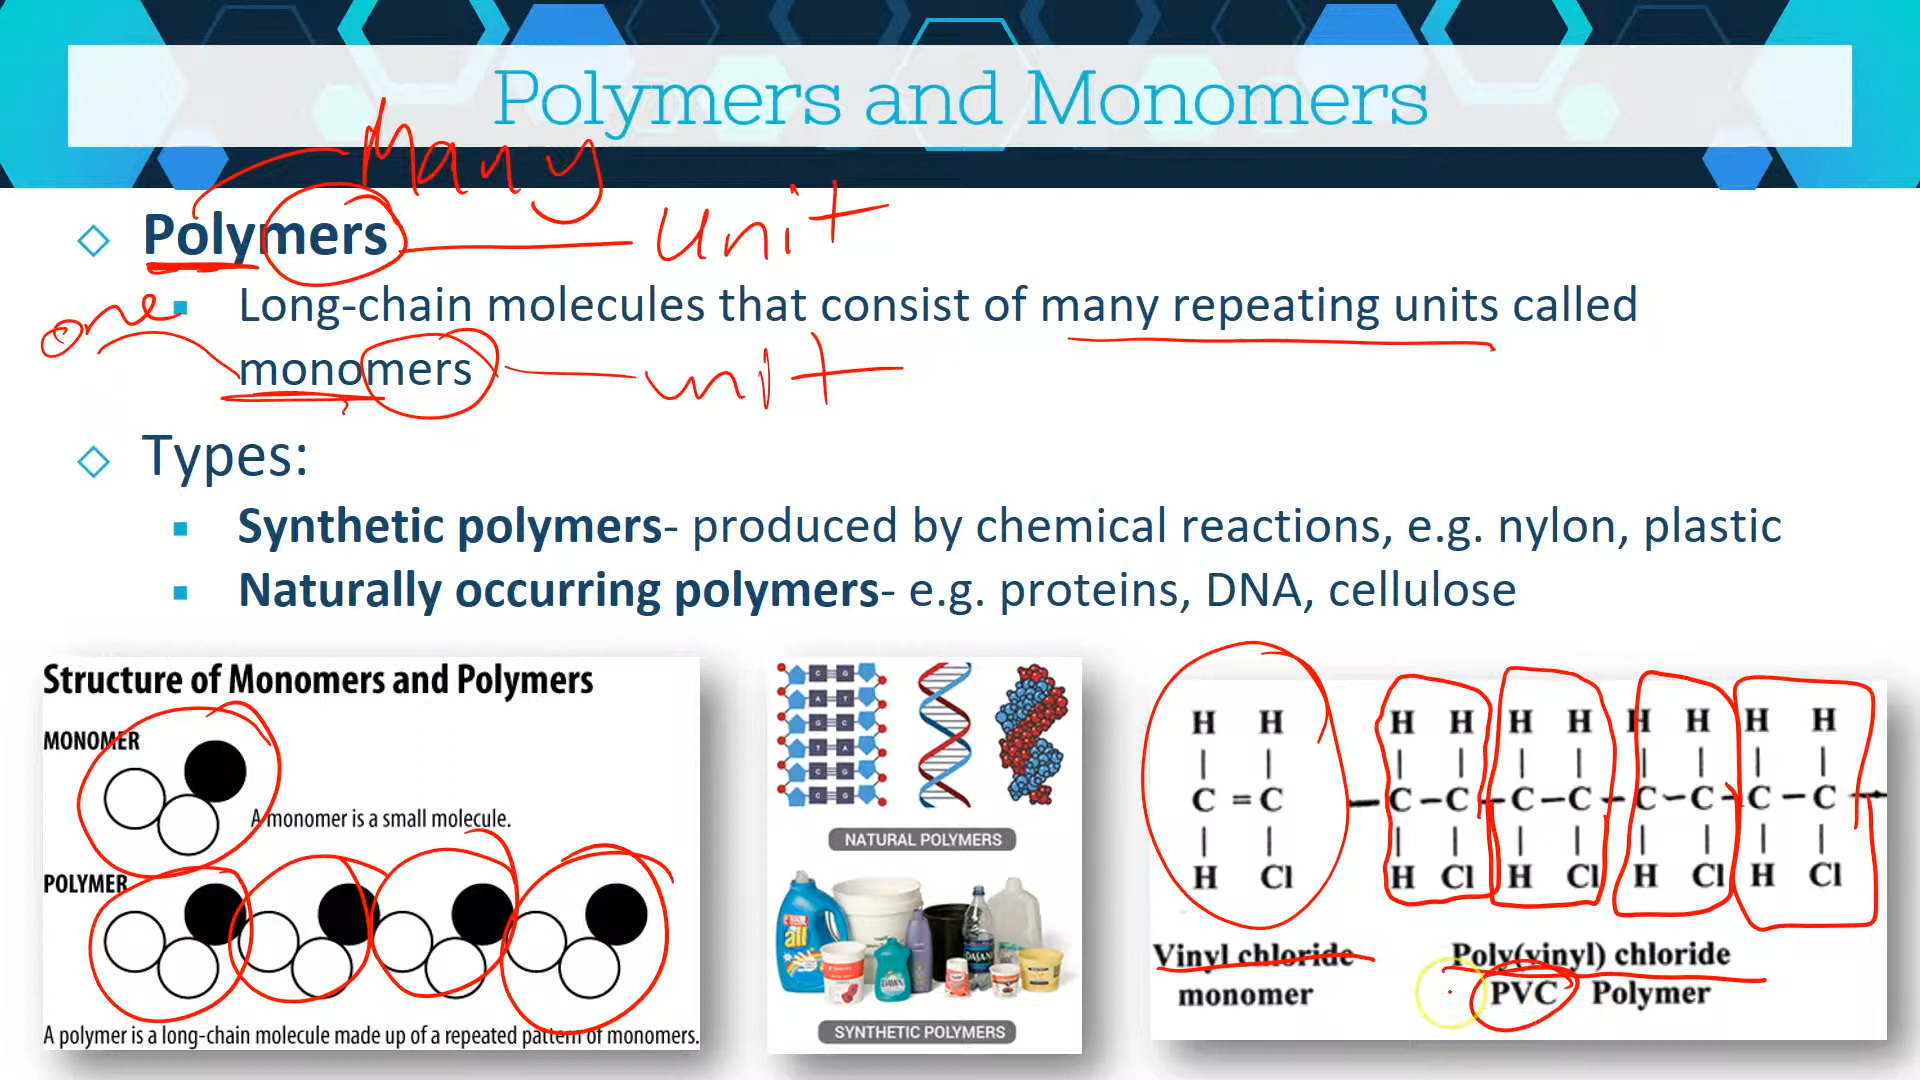 Polymers and Monomers
Many
Polymers
unit
one
Long-chain molecules that consist of many repeating units called
monomers
unit
Types:
Synthetic polymers- produced by chemical reactions, e.g. nylon, plastic
Naturally occurring polymers- e.g. proteins, DNA, cellulose
Structure of Monomers and Polymers
MONOMER
A monomer is a small molecule.
POLYMER
A polymer is a long-chain molecule made up of a repeated pattern of monomers.
C G
A T
G C
T A
C G
C G
NATURAL POLYMERS
all
DAWN
DASANI
SYNTHETIC POLYMERS
H H H H H H H H H H
C = C – C – C – C – C – C – C – C – C –
H Cl H Cl H Cl H Cl H Cl
Vinyl chloride
monomer
Poly(vinyl) chloride
PVC Polymer